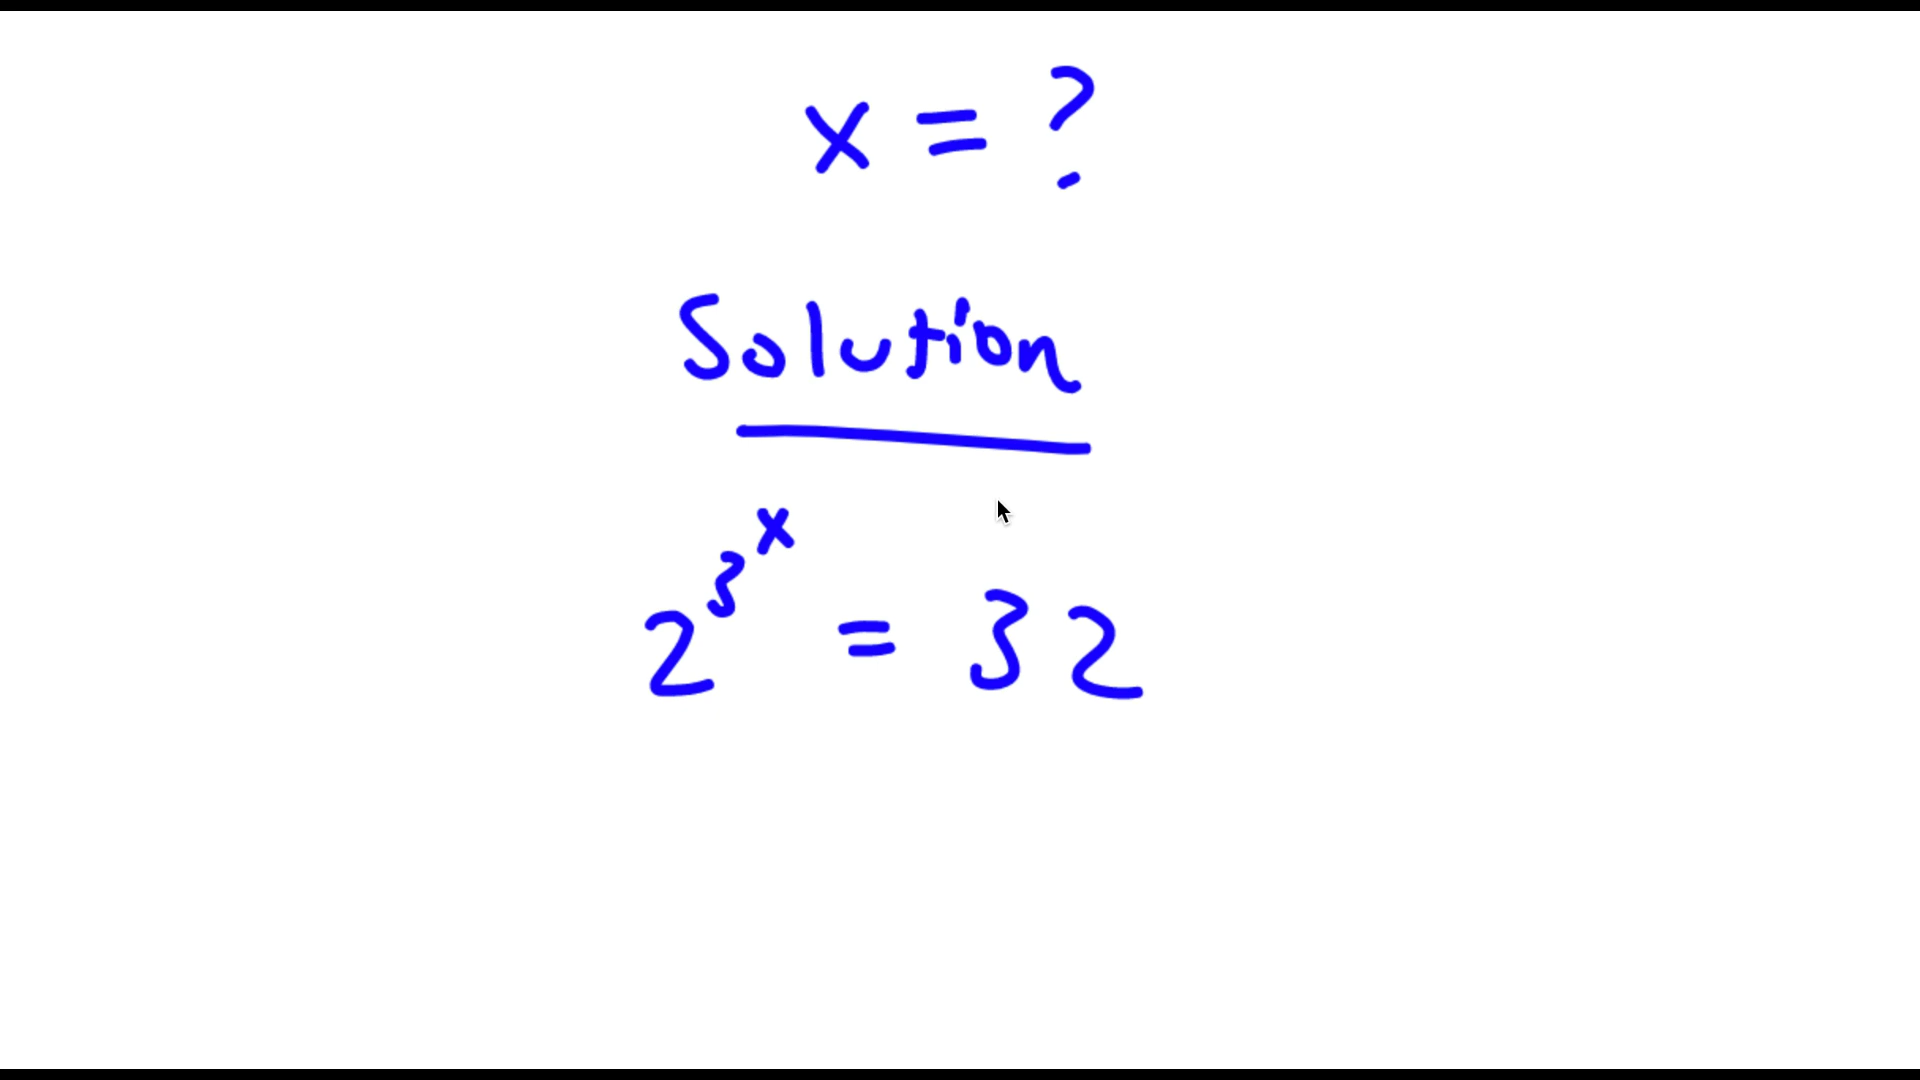 x = ?
Solution
2^3^x = 32